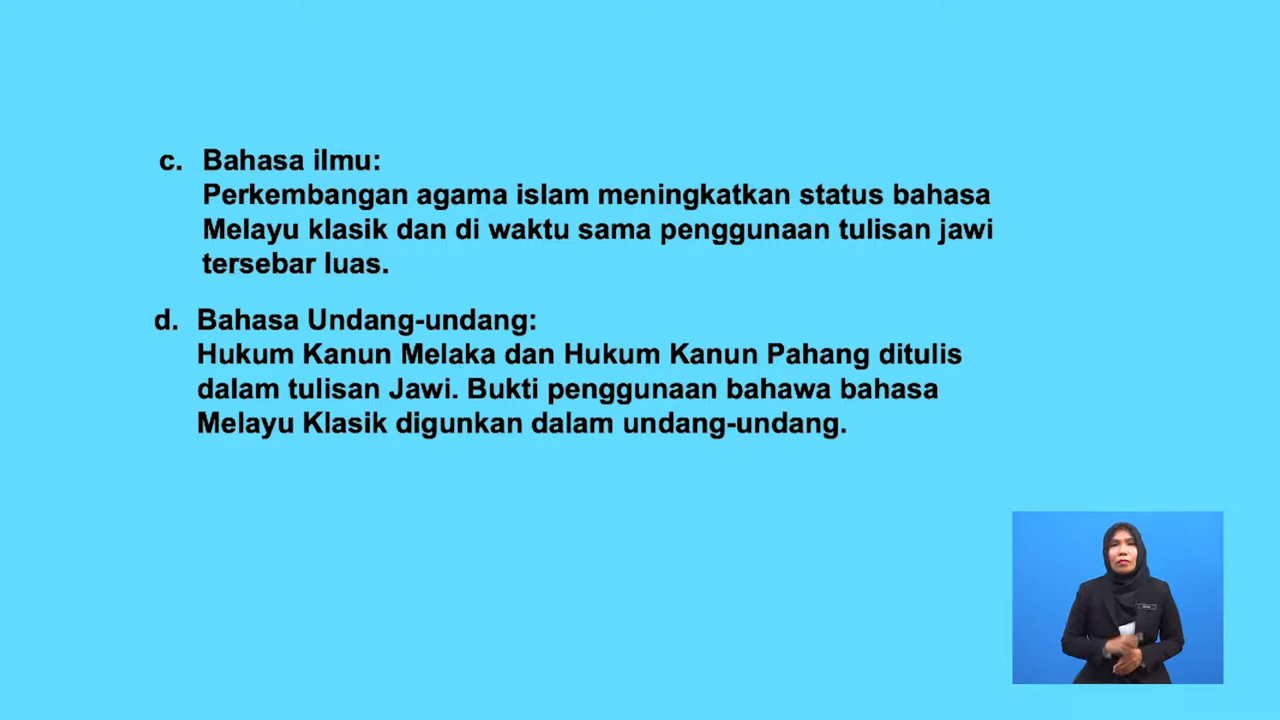 c. Bahasa ilmu:
Perkembangan agama islam meningkatkan status bahasa
Melayu klasik dan di waktu sama penggunaan tulisan jawi
tersebar luas.
d. Bahasa Undang-undang:
Hukum Kanun Melaka dan Hukum Kanun Pahang ditulis
dalam tulisan Jawi. Bukti penggunaan bahawa bahasa
Melayu Klasik digunkan dalam undang-undang.